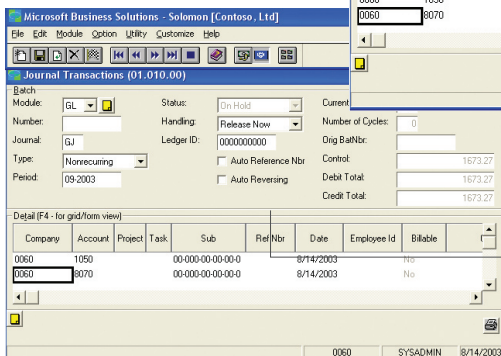 Microsoft Business Solutions - Solomon [Contoso , Ltd]
File Edit Module Option Utility Customize Help
Journal Transactions (01.010.00)
Batch
Module: GL Status: On Hold Current
Number: Handling: Release Now Number of Cycles: 0
Journal: GJ Ledger ID: 0000000000 Orig BatNbr:
Type: Nonrecurring Auto Reference Nbr Control: 1673.27
Period: 09-2003 Auto Reversing Debit Total: 1673.27
Credit Total: 1673.27
Detail (F4 - for grid/form view)
Company Account Project Task Sub Ref Nbr Date Employee Id Billable
0060 1050 00-000-00-00-00-0 8/14/2003 No
0060 8070 00-000-00-00-00-0 8/14/2003 No
0060 SYSADMIN 8/14/2003
0060 8070